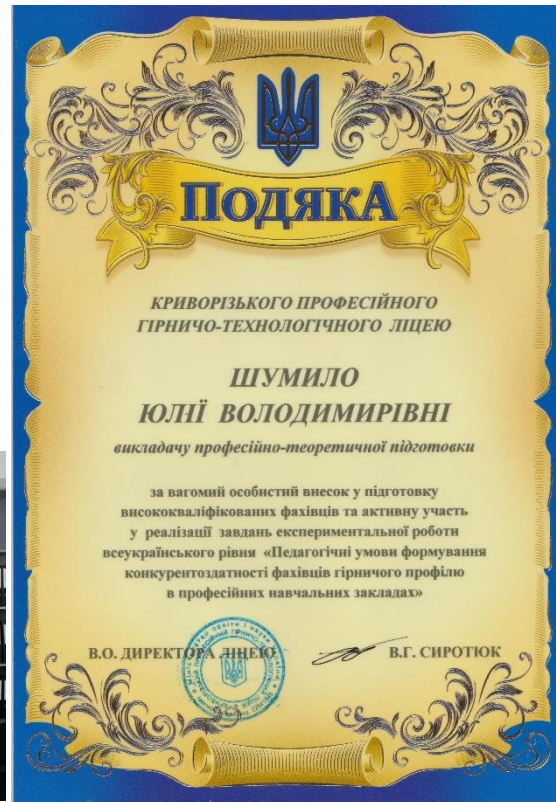 ПОДЯКА
КРИВОРІЗЬКОГО ПРОФЕСІЙНОГО
ГІРНИЧО-ТЕХНОЛОГІЧНОГО ЛІЦЕЮ
ШУМИЛО
ЮЛІЇ ВОЛОДИМИРІВНІ
викладачу професійно-теоретичної підготовки
за вагомий особистий внесок у підготовку
висококваліфікованих фахівців та активну участь
у реалізації завдань експериментальної роботи
всеукраїнського рівня «Педагогічні умови формування
конкурентоздатності фахівців гірничого профілю
в професійних навчальних закладах»
В.О. ДИРЕКТОРА ЛІЦЕЮ В.Г. СИРОТЮК